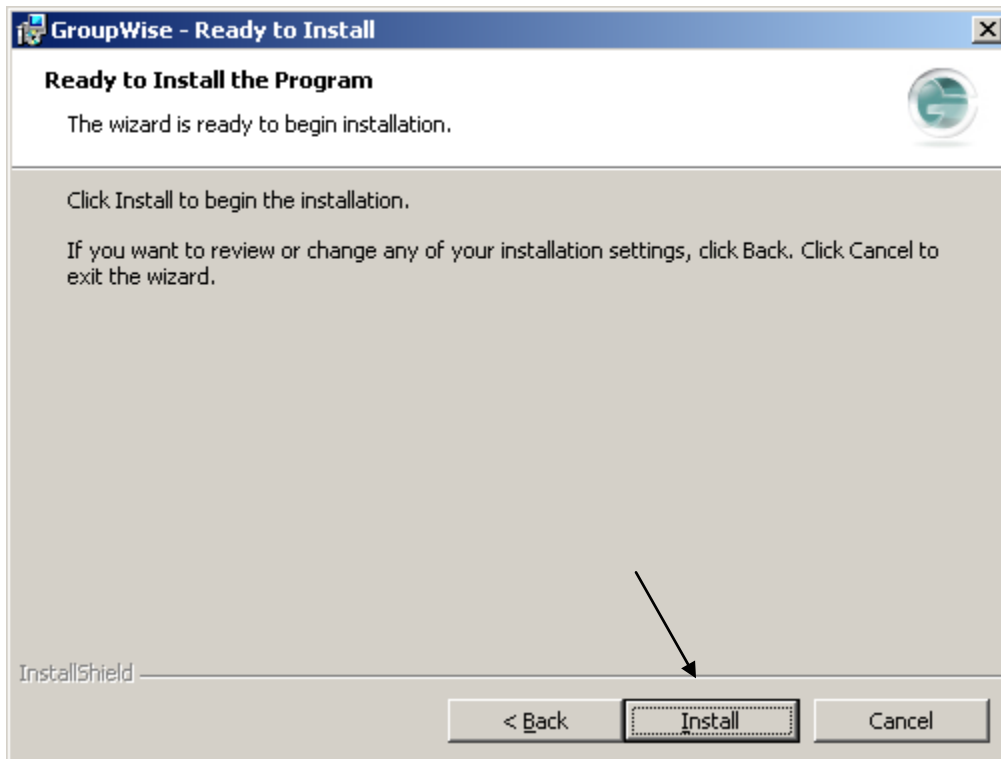 GroupWise - Ready to Install
Ready to Install the Program
The wizard is ready to begin installation.
Click Install to begin the installation.
If you want to review or change any of your installation settings, click Back. Click Cancel to
exit the wizard.
InstallShield
< Back
Install
Cancel